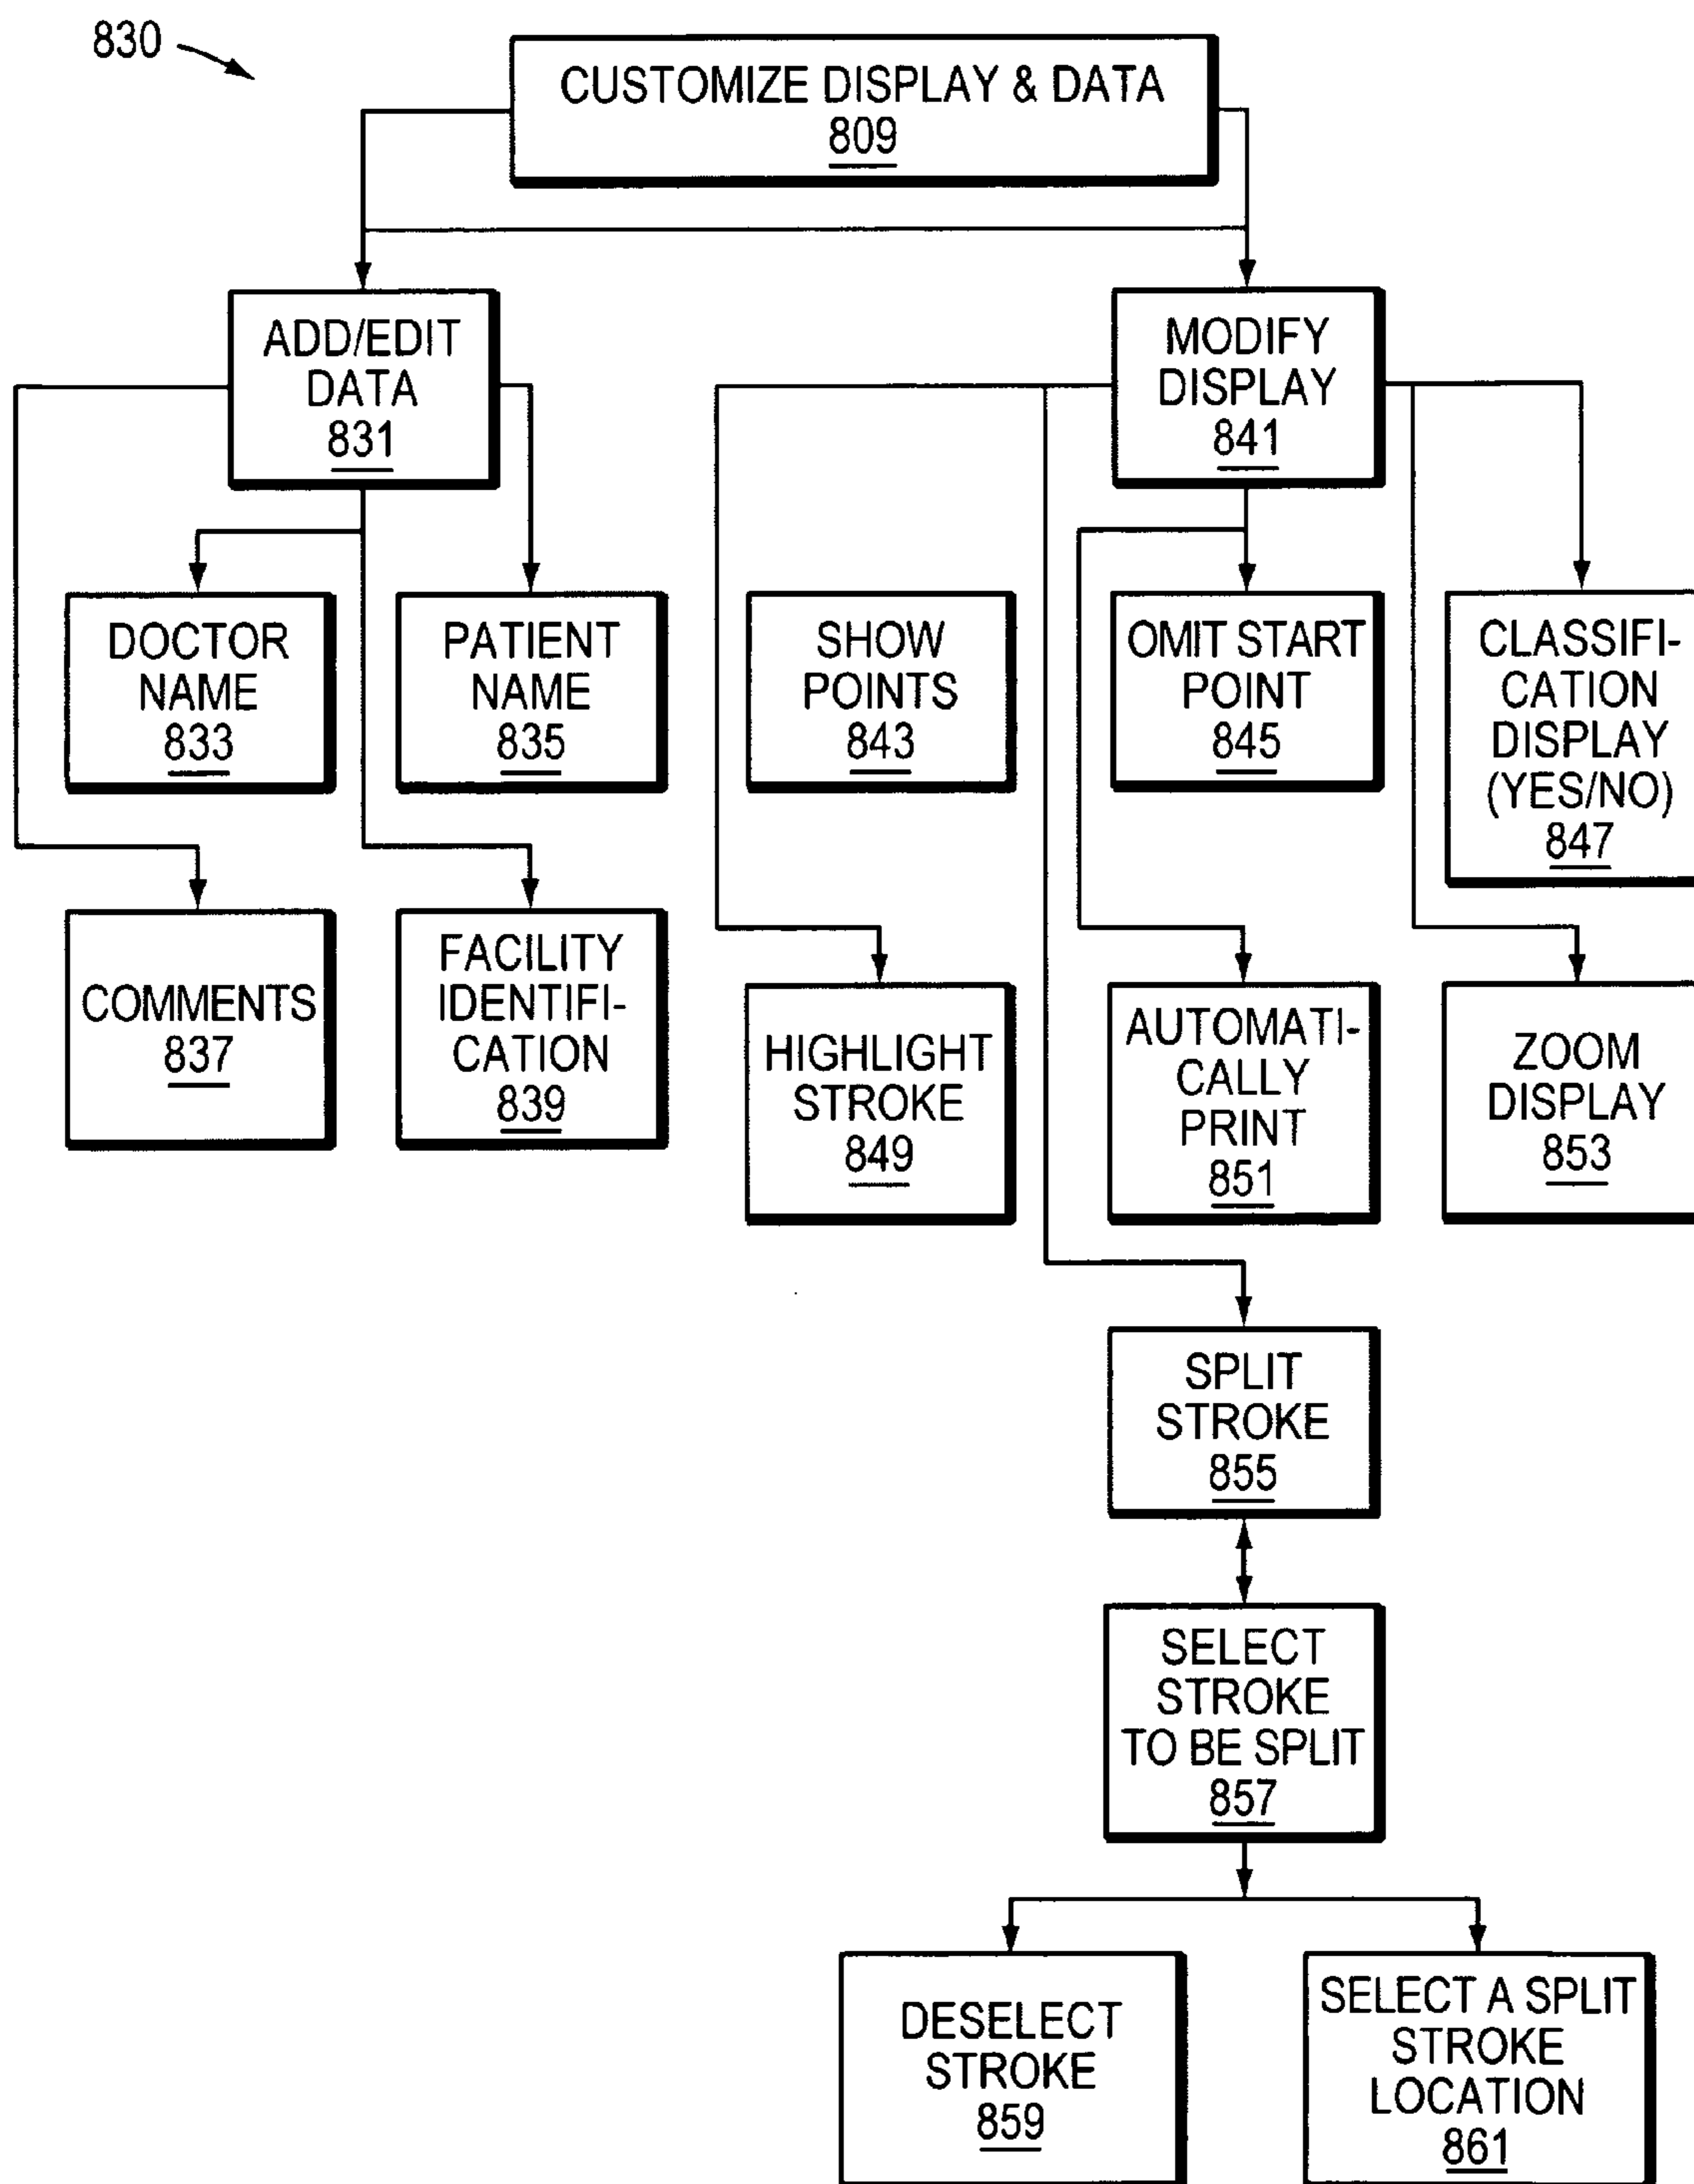 830
CUSTOMIZE DISPLAY & DATA
809
ADD/EDIT
DATA
831
MODIFY
DISPLAY
841
DOCTOR
NAME
833
PATIENT
NAME
835
SHOW
POINTS
843
OMIT START
POINT
845
CLASSIFI-
CATION
DISPLAY
(YES/NO)
847
COMMENTS
837
FACILITY
IDENTIFI-
CATION
839
HIGHLIGHT
STROKE
849
AUTOMATI-
CALLY
PRINT
851
ZOOM
DISPLAY
853
SPLIT
STROKE
855
SELECT
STROKE
TO BE SPLIT
857
DESELECT
STROKE
859
SELECT A SPLIT
STROKE
LOCATION
861